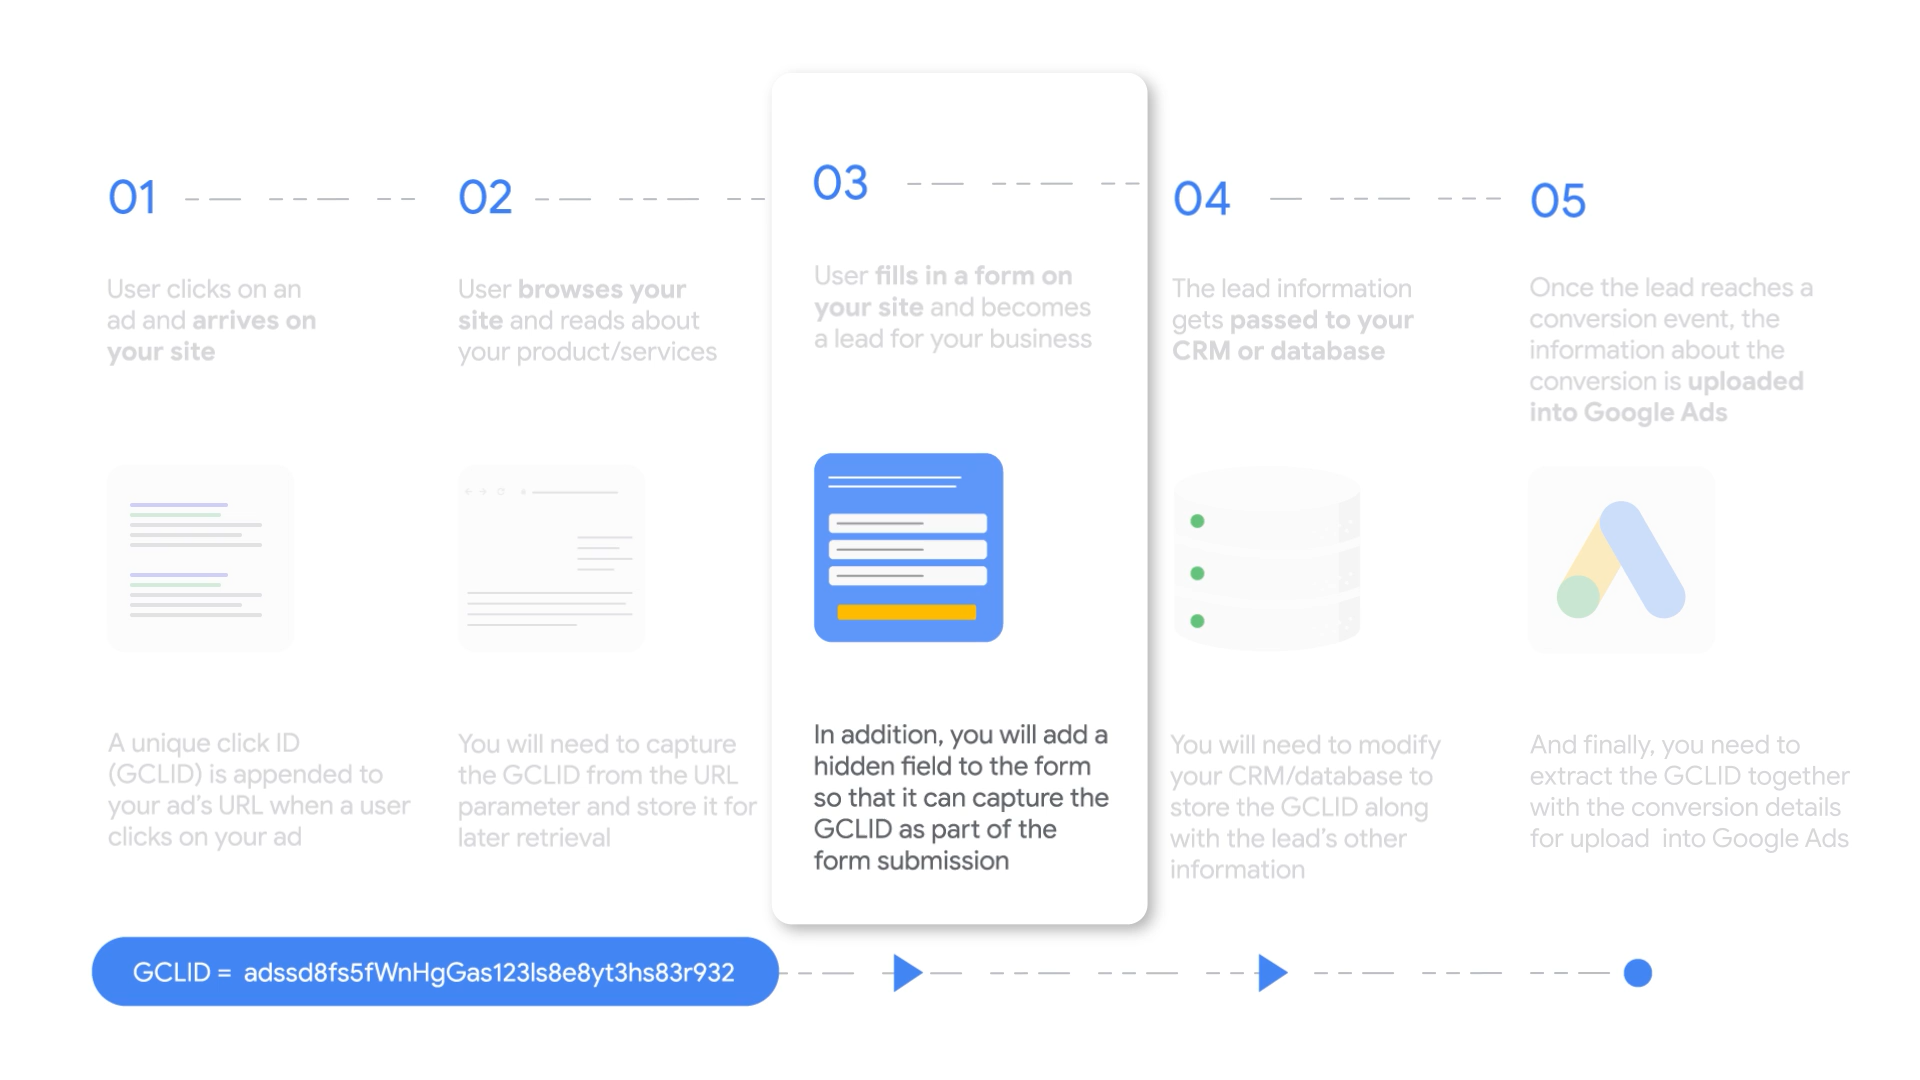 01
User clicks on an
ad and arrives on
your site
A unique click ID
(GCLID) is appended to
your ad's URL when a user
clicks on your ad
02
User browses your
site and reads about
your product/services
You will need to capture
the GCLID from the URL
parameter and store it for
later retrieval
03
User fills in a form on
your site and becomes
a lead for your business
In addition, you will add a
hidden field to the form
so that it can capture the
GCLID as part of the
form submission
04
The lead information
gets passed to your
CRM or database
You will need to modify
your CRM/database to
store the GCLID along
with the lead's other
information
05
Once the lead reaches a
conversion event, the
information about the
conversion is uploaded
into Google Ads
And finally, you need to
extract the GCLID together
with the conversion details
for upload  into Google Ads
GCLID = adssd8fs5fWnHgGas123ls8e8yt3hs83r932